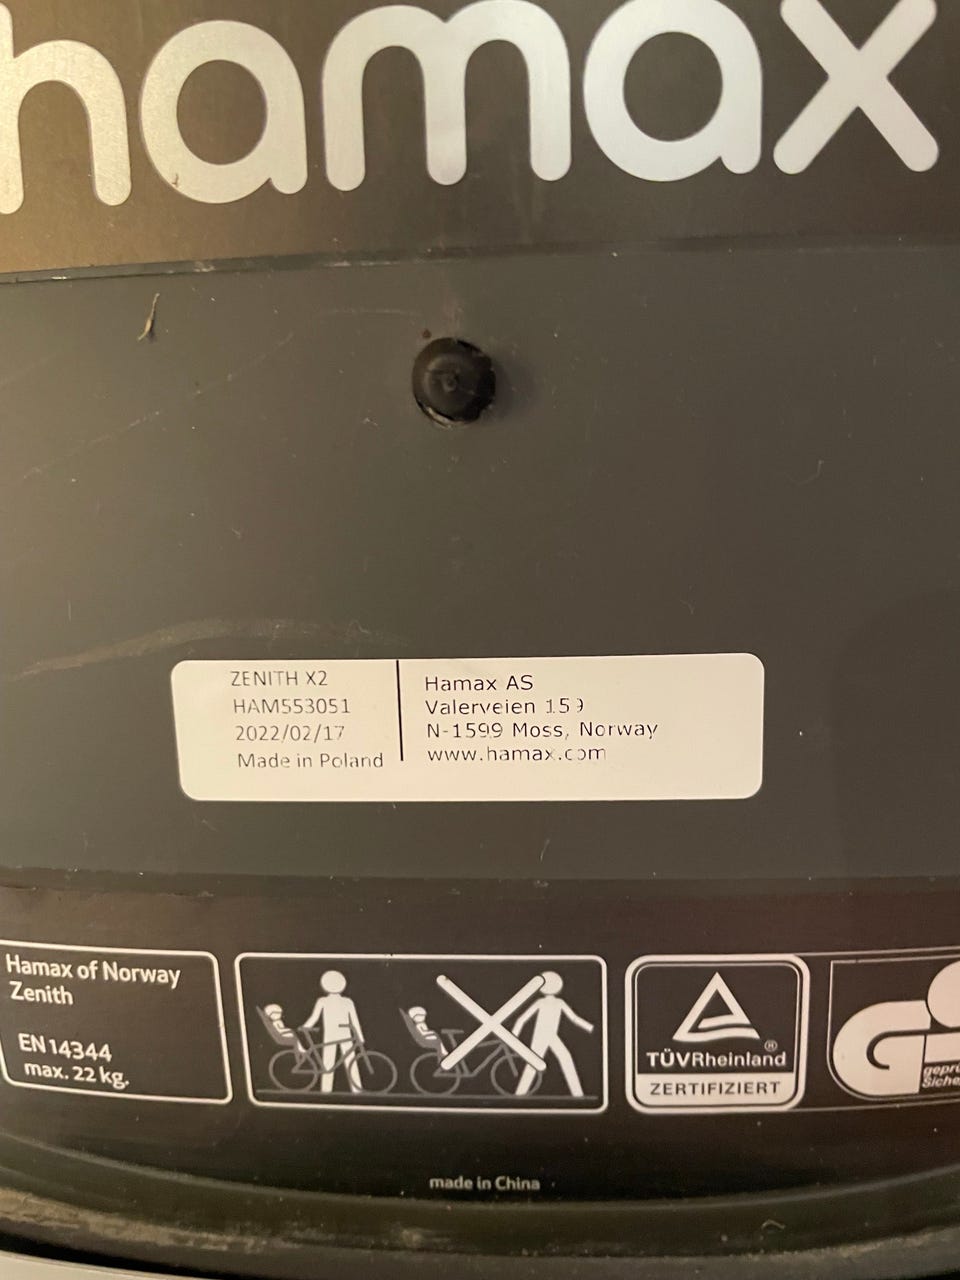 hamax
ZENITH X2
HAM553051
2022/02/17
Made in Poland
Hamax AS
Valerveien 159
N-1599 Moss, Norway
www.hamax.com
Hamax of Norway
Zenith
EN 14344
max. 22 kg.
TÜVRheinland®
ZERTIFIZIERT
made in China